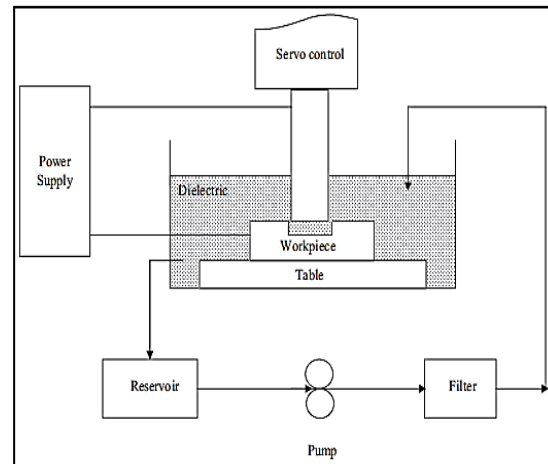 Servo control
Power
Supply
Dielectric
Workpiece
Table
Reservoir
Filter
Pump